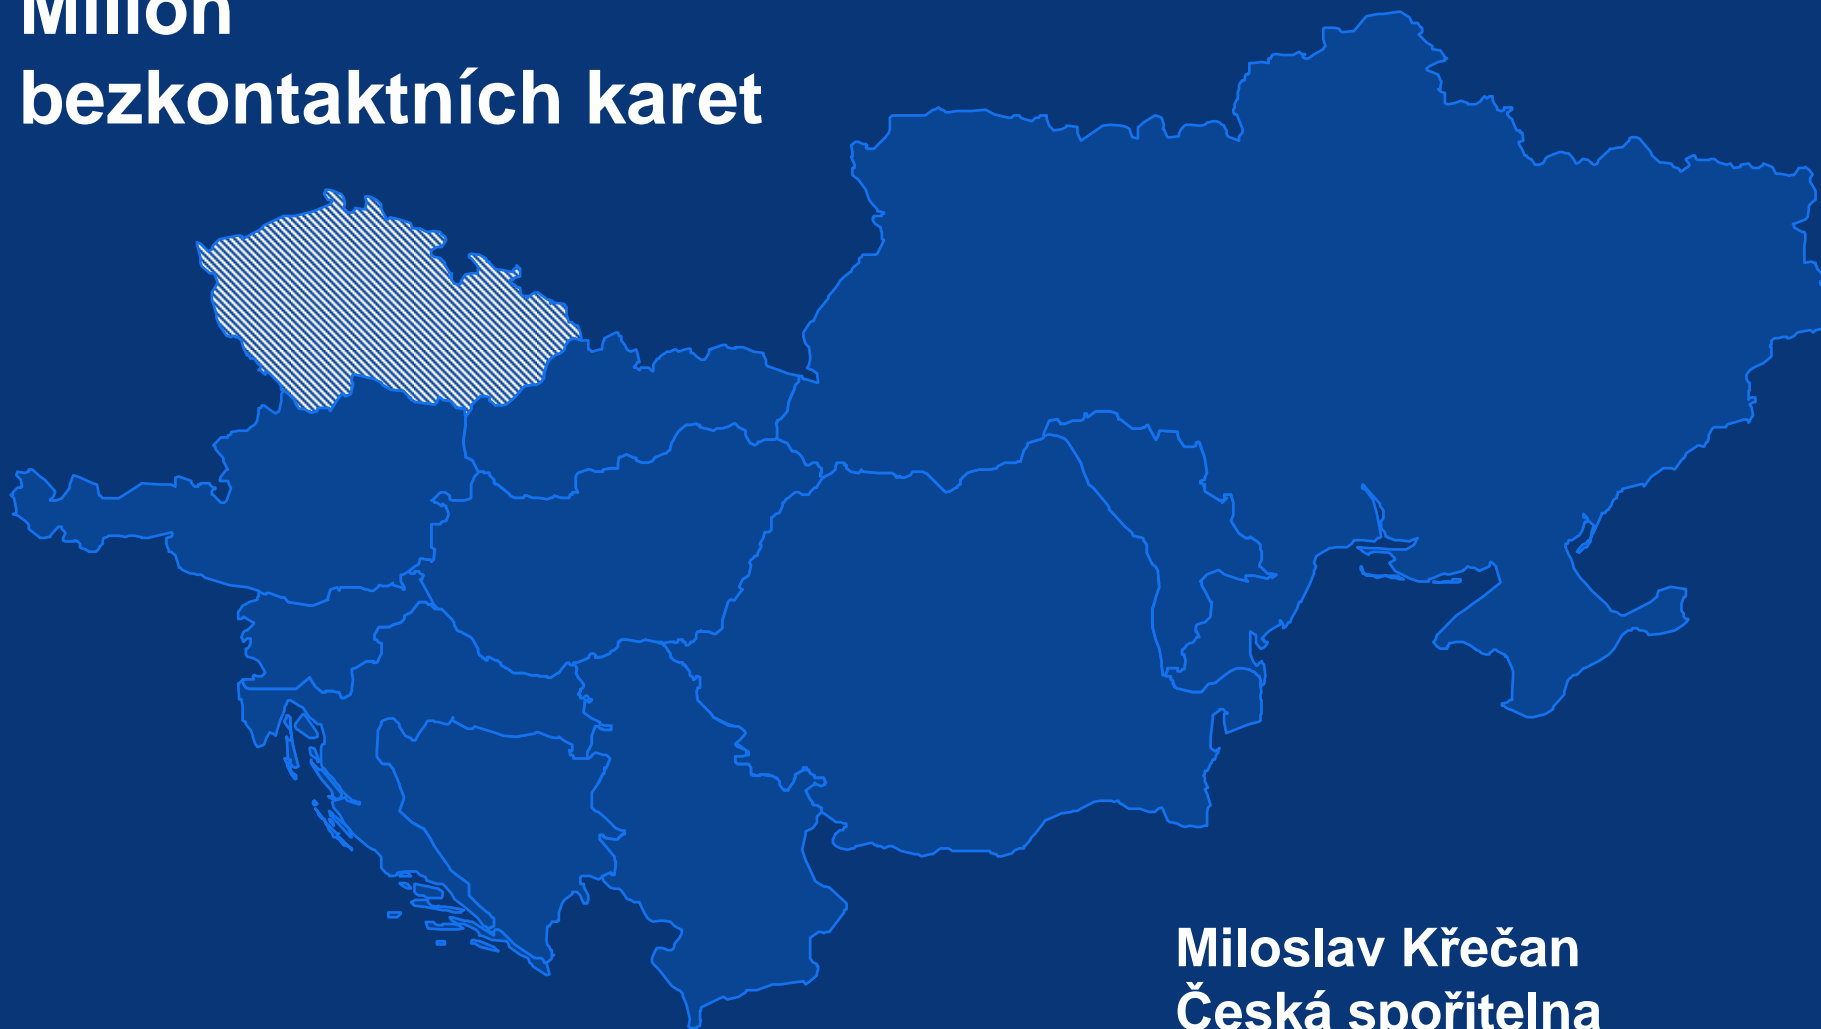 Milion
bezkontaktních karet
Miloslav Křečan
Česká spořitelna